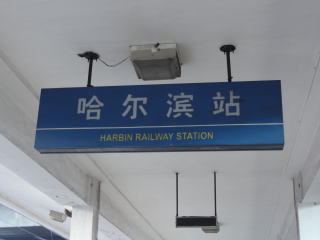 哈尔滨站
HARBIN RAILWAY STATION